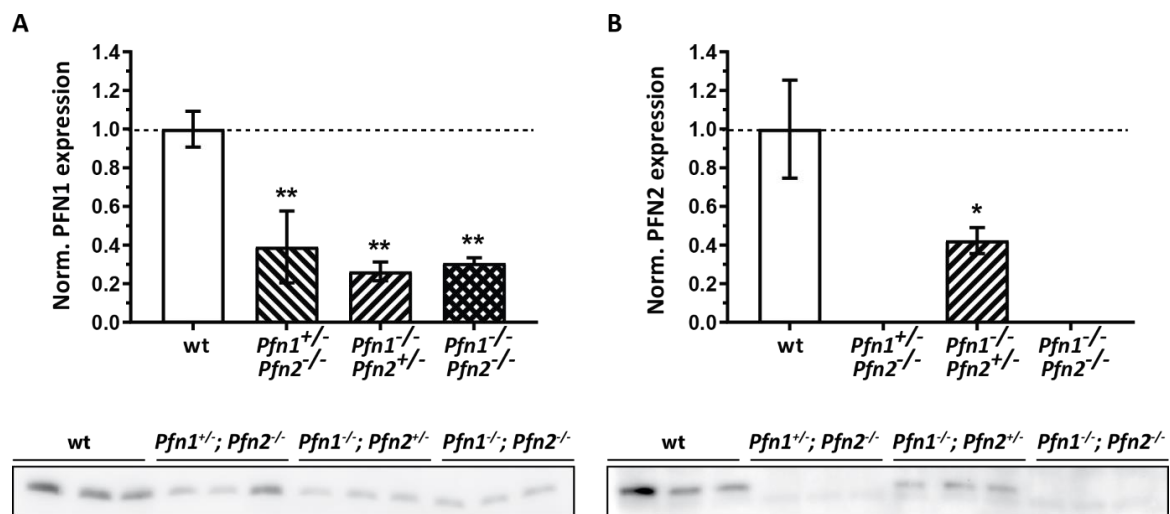 A
Norm. PFN1 expression
1.4
1.2
1.0
0.8
0.6
0.4
0.2
0.0
**
**
**
wt
Pfn1+/- Pfn1-/- Pfn1-/-
Pfn2-/- Pfn2+/- Pfn2-/-
wt Pfn1+/-; Pfn2-/- Pfn1-/-; Pfn2+/- Pfn1-/-; Pfn2-/-
B
Norm. PFN2 expression
1.4
1.2
1.0
0.8
0.6
0.4
0.2
0.0
*
wt
Pfn1+/- Pfn1-/- Pfn1-/-
Pfn2-/- Pfn2+/- Pfn2-/-
wt Pfn1+/-; Pfn2-/- Pfn1-/-; Pfn2+/- Pfn1-/-; Pfn2-/-